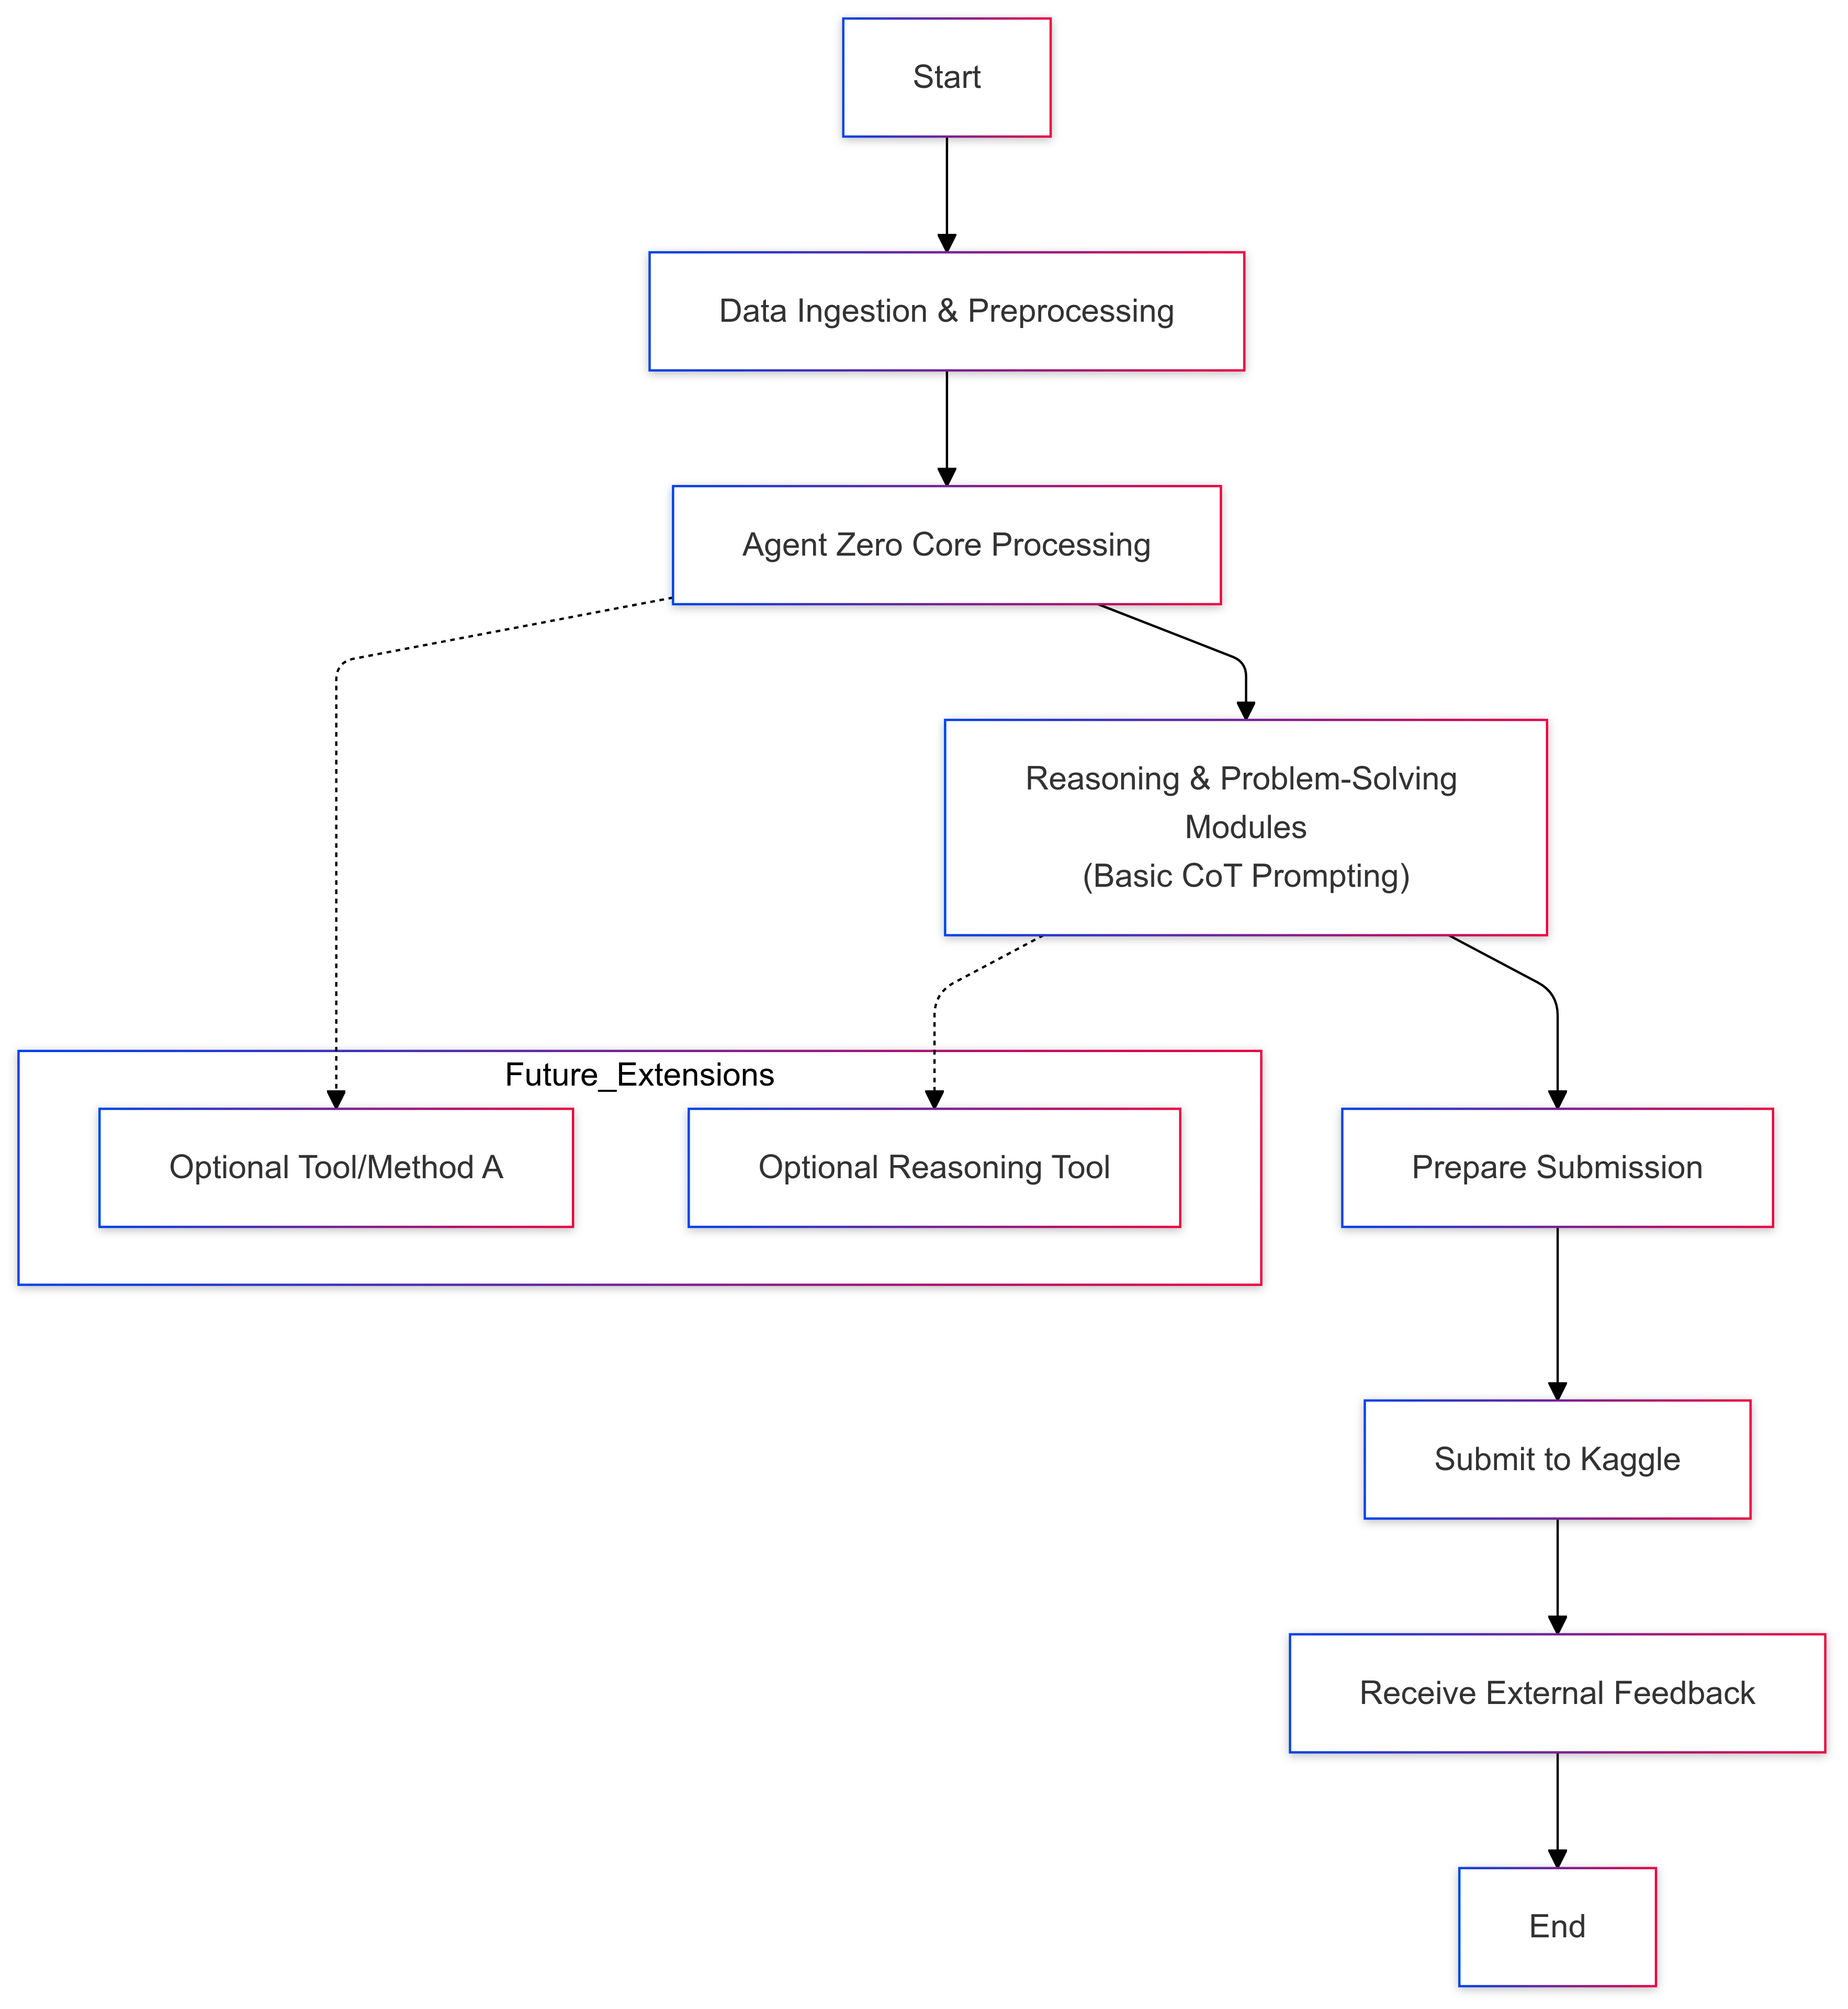 Start
Data Ingestion & Preprocessing
Agent Zero Core Processing
Reasoning & Problem-Solving
Modules
(Basic CoT Prompting)
Future_Extensions
Optional Tool/Method A
Optional Reasoning Tool
Prepare Submission
Submit to Kaggle
Receive External Feedback
End